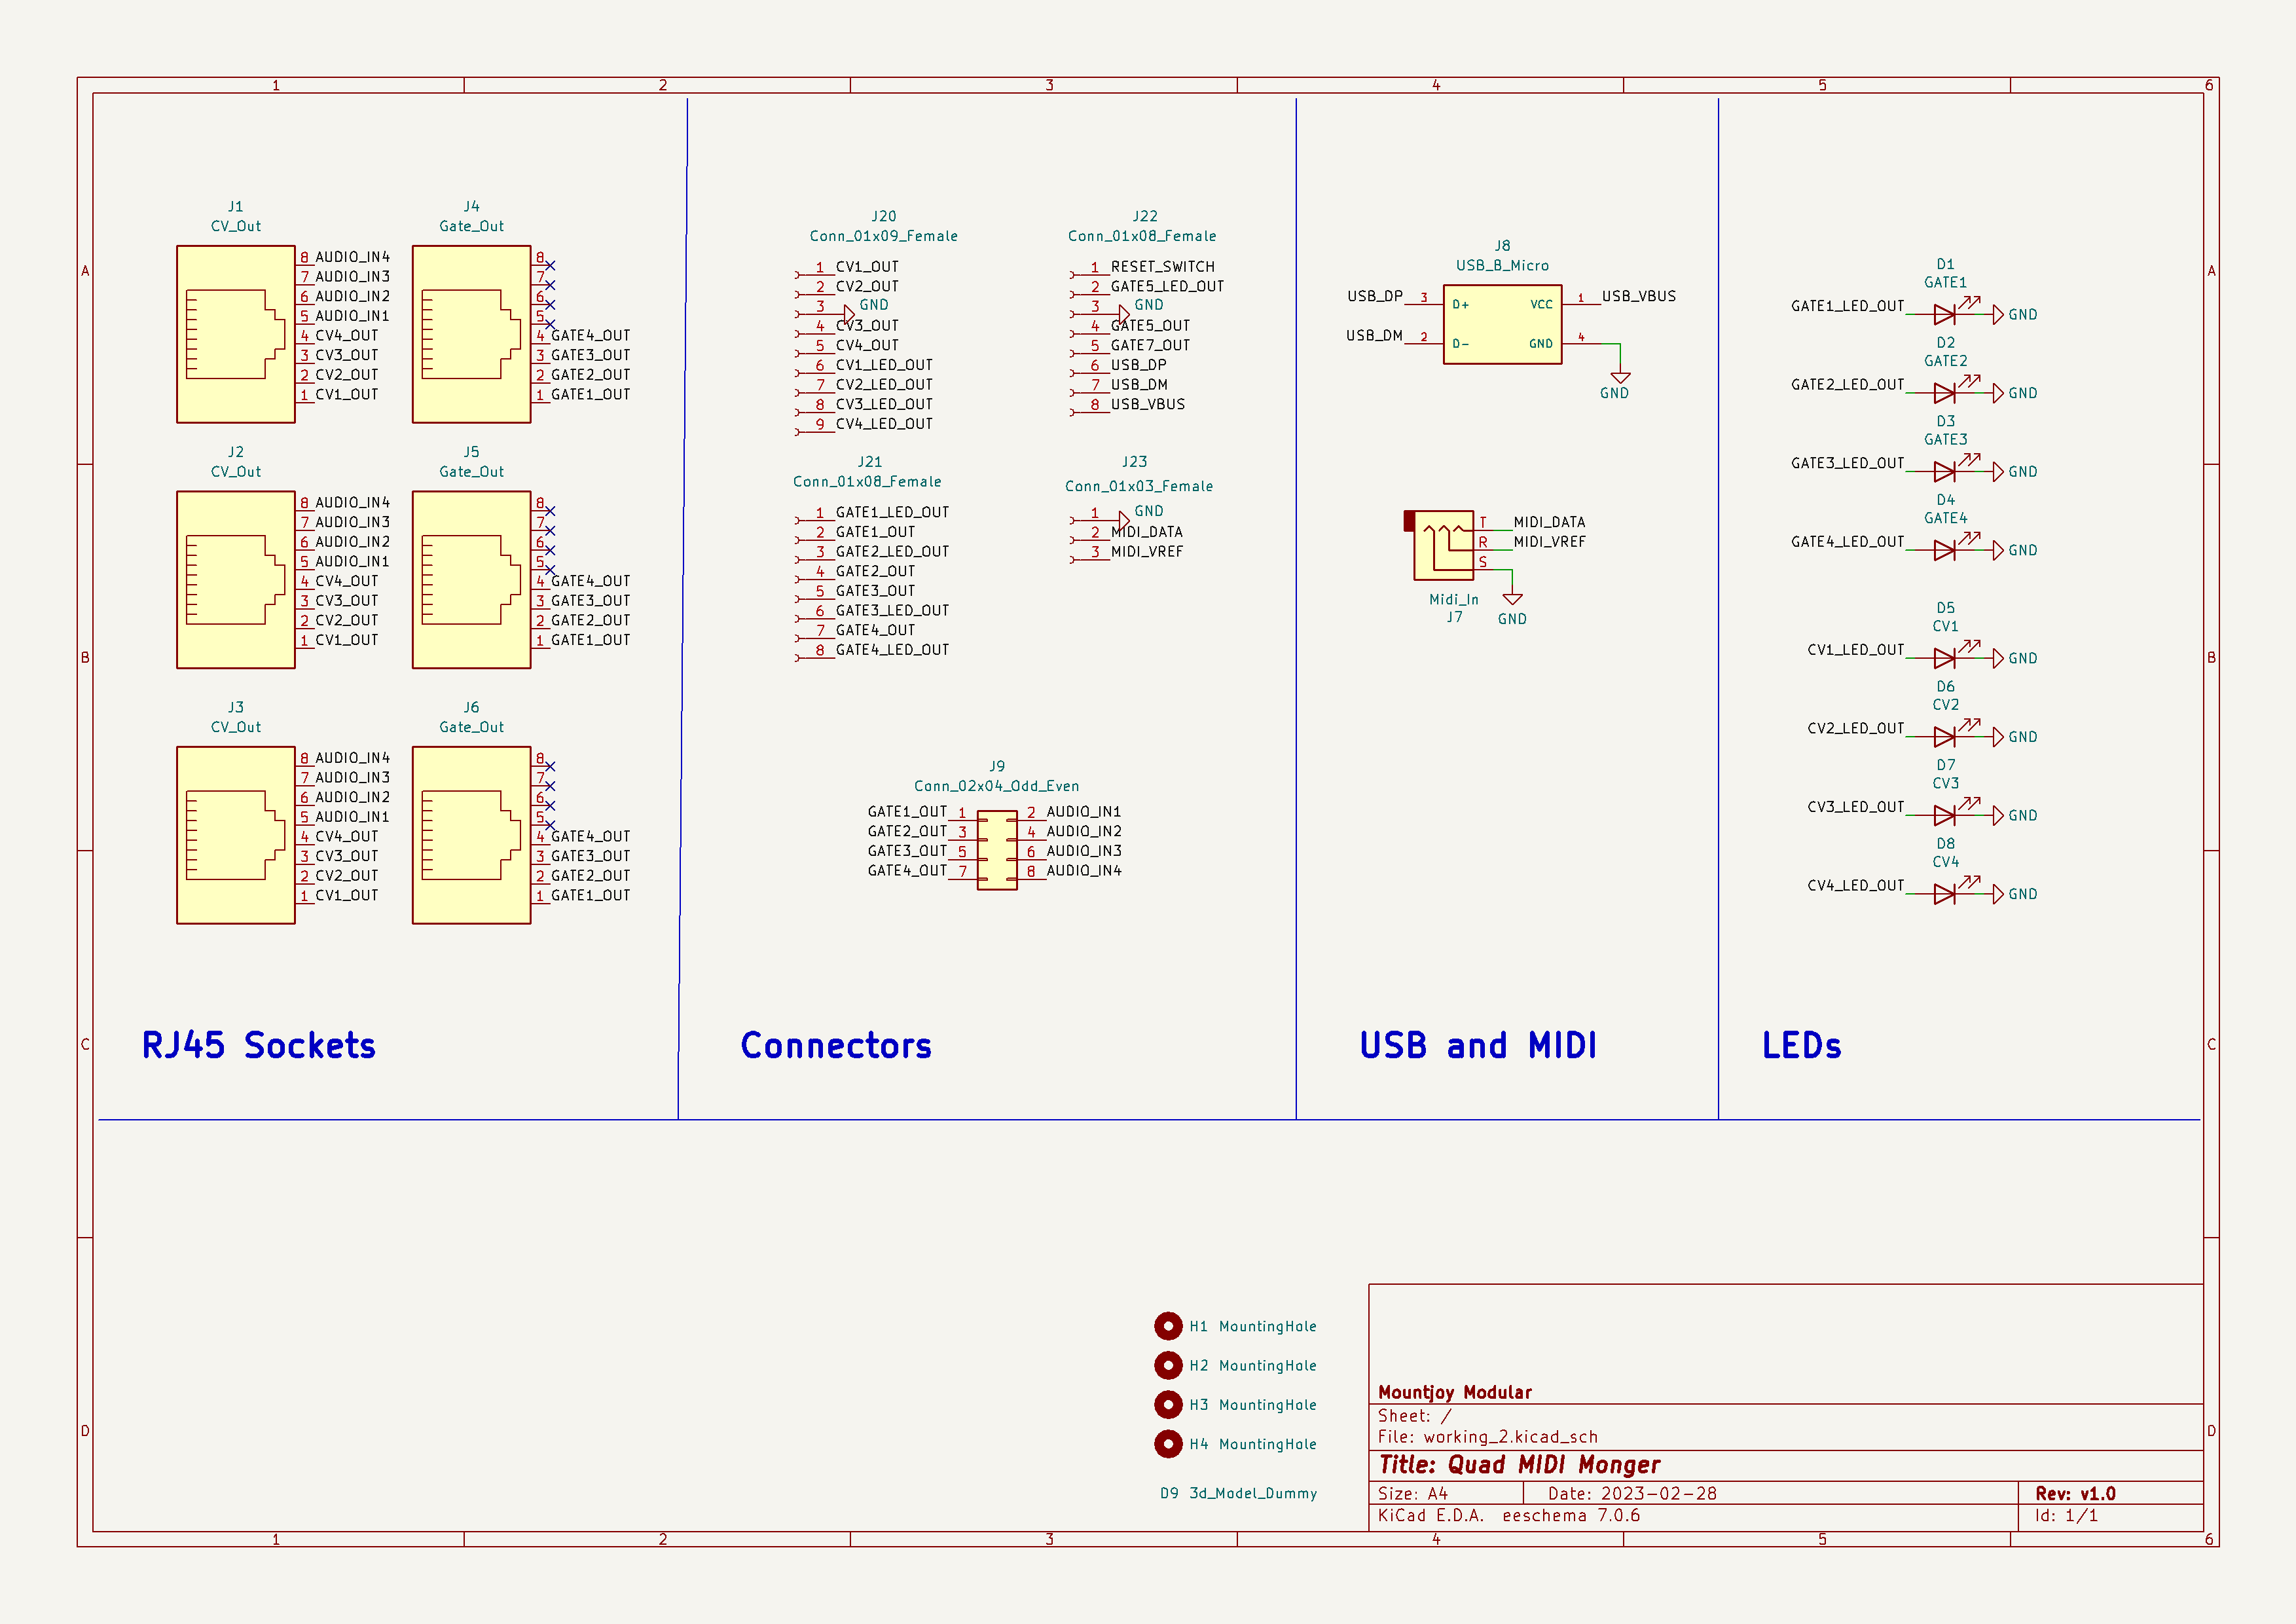 1 2 3 4 5 6
A A
B B
C C
D D
1 2 3 4 5 6
J1
CV_Out
8 AUDIO_IN4
7 AUDIO_IN3
6 AUDIO_IN2
5 AUDIO_IN1
4 CV4_OUT
3 CV3_OUT
2 CV2_OUT
1 CV1_OUT
J4
Gate_Out
8
7
6
5
4 GATE4_OUT
3 GATE3_OUT
2 GATE2_OUT
1 GATE1_OUT
J2
CV_Out
8 AUDIO_IN4
7 AUDIO_IN3
6 AUDIO_IN2
5 AUDIO_IN1
4 CV4_OUT
3 CV3_OUT
2 CV2_OUT
1 CV1_OUT
J5
Gate_Out
8
7
6
5
4 GATE4_OUT
3 GATE3_OUT
2 GATE2_OUT
1 GATE1_OUT
J3
CV_Out
8 AUDIO_IN4
7 AUDIO_IN3
6 AUDIO_IN2
5 AUDIO_IN1
4 CV4_OUT
3 CV3_OUT
2 CV2_OUT
1 CV1_OUT
J6
Gate_Out
8
7
6
5
4 GATE4_OUT
3 GATE3_OUT
2 GATE2_OUT
1 GATE1_OUT
RJ45 Sockets
J20
Conn_01x09_Female
1 CV1_OUT
2 CV2_OUT
3 GND
4 CV3_OUT
5 CV4_OUT
6 CV1_LED_OUT
7 CV2_LED_OUT
8 CV3_LED_OUT
9 CV4_LED_OUT
J22
Conn_01x08_Female
1 RESET_SWITCH
2 GATE5_LED_OUT
3 GND
4 GATE5_OUT
5 GATE7_OUT
6 USB_DP
7 USB_DM
8 USB_VBUS
J21
Conn_01x08_Female
1 GATE1_LED_OUT
2 GATE1_OUT
3 GATE2_LED_OUT
4 GATE2_OUT
5 GATE3_OUT
6 GATE3_LED_OUT
7 GATE4_OUT
8 GATE4_LED_OUT
J23
Conn_01x03_Female
1 GND
2 MIDI_DATA
3 MIDI_VREF
J9
Conn_02x04_Odd_Even
GATE1_OUT 1 2 AUDIO_IN1
GATE2_OUT 3 4 AUDIO_IN2
GATE3_OUT 5 6 AUDIO_IN3
GATE4_OUT 7 8 AUDIO_IN4
Connectors
J8
USB_B_Micro
USB_DP 3 D+ VCC 1 USB_VBUS
USB_DM 2 D- GND 4
GND
T MIDI_DATA
R MIDI_VREF
S
Midi_In
J7
GND
USB and MIDI
D1
GATE1
GATE1_LED_OUT GND
D2
GATE2
GATE2_LED_OUT GND
D3
GATE3
GATE3_LED_OUT GND
D4
GATE4
GATE4_LED_OUT GND
D5
CV1
CV1_LED_OUT GND
D6
CV2
CV2_LED_OUT GND
D7
CV3
CV3_LED_OUT GND
D8
CV4
CV4_LED_OUT GND
LEDs
H1 MountingHole
H2 MountingHole
H3 MountingHole
H4 MountingHole
D9 3d_Model_Dummy
Mountjoy Modular
Sheet: /
File: working_2.kicad_sch
Title: Quad MIDI Monger
Size: A4 Date: 2023-02-28 Rev: v1.0
KiCad E.D.A. eeschema 7.0.6 Id: 1/1